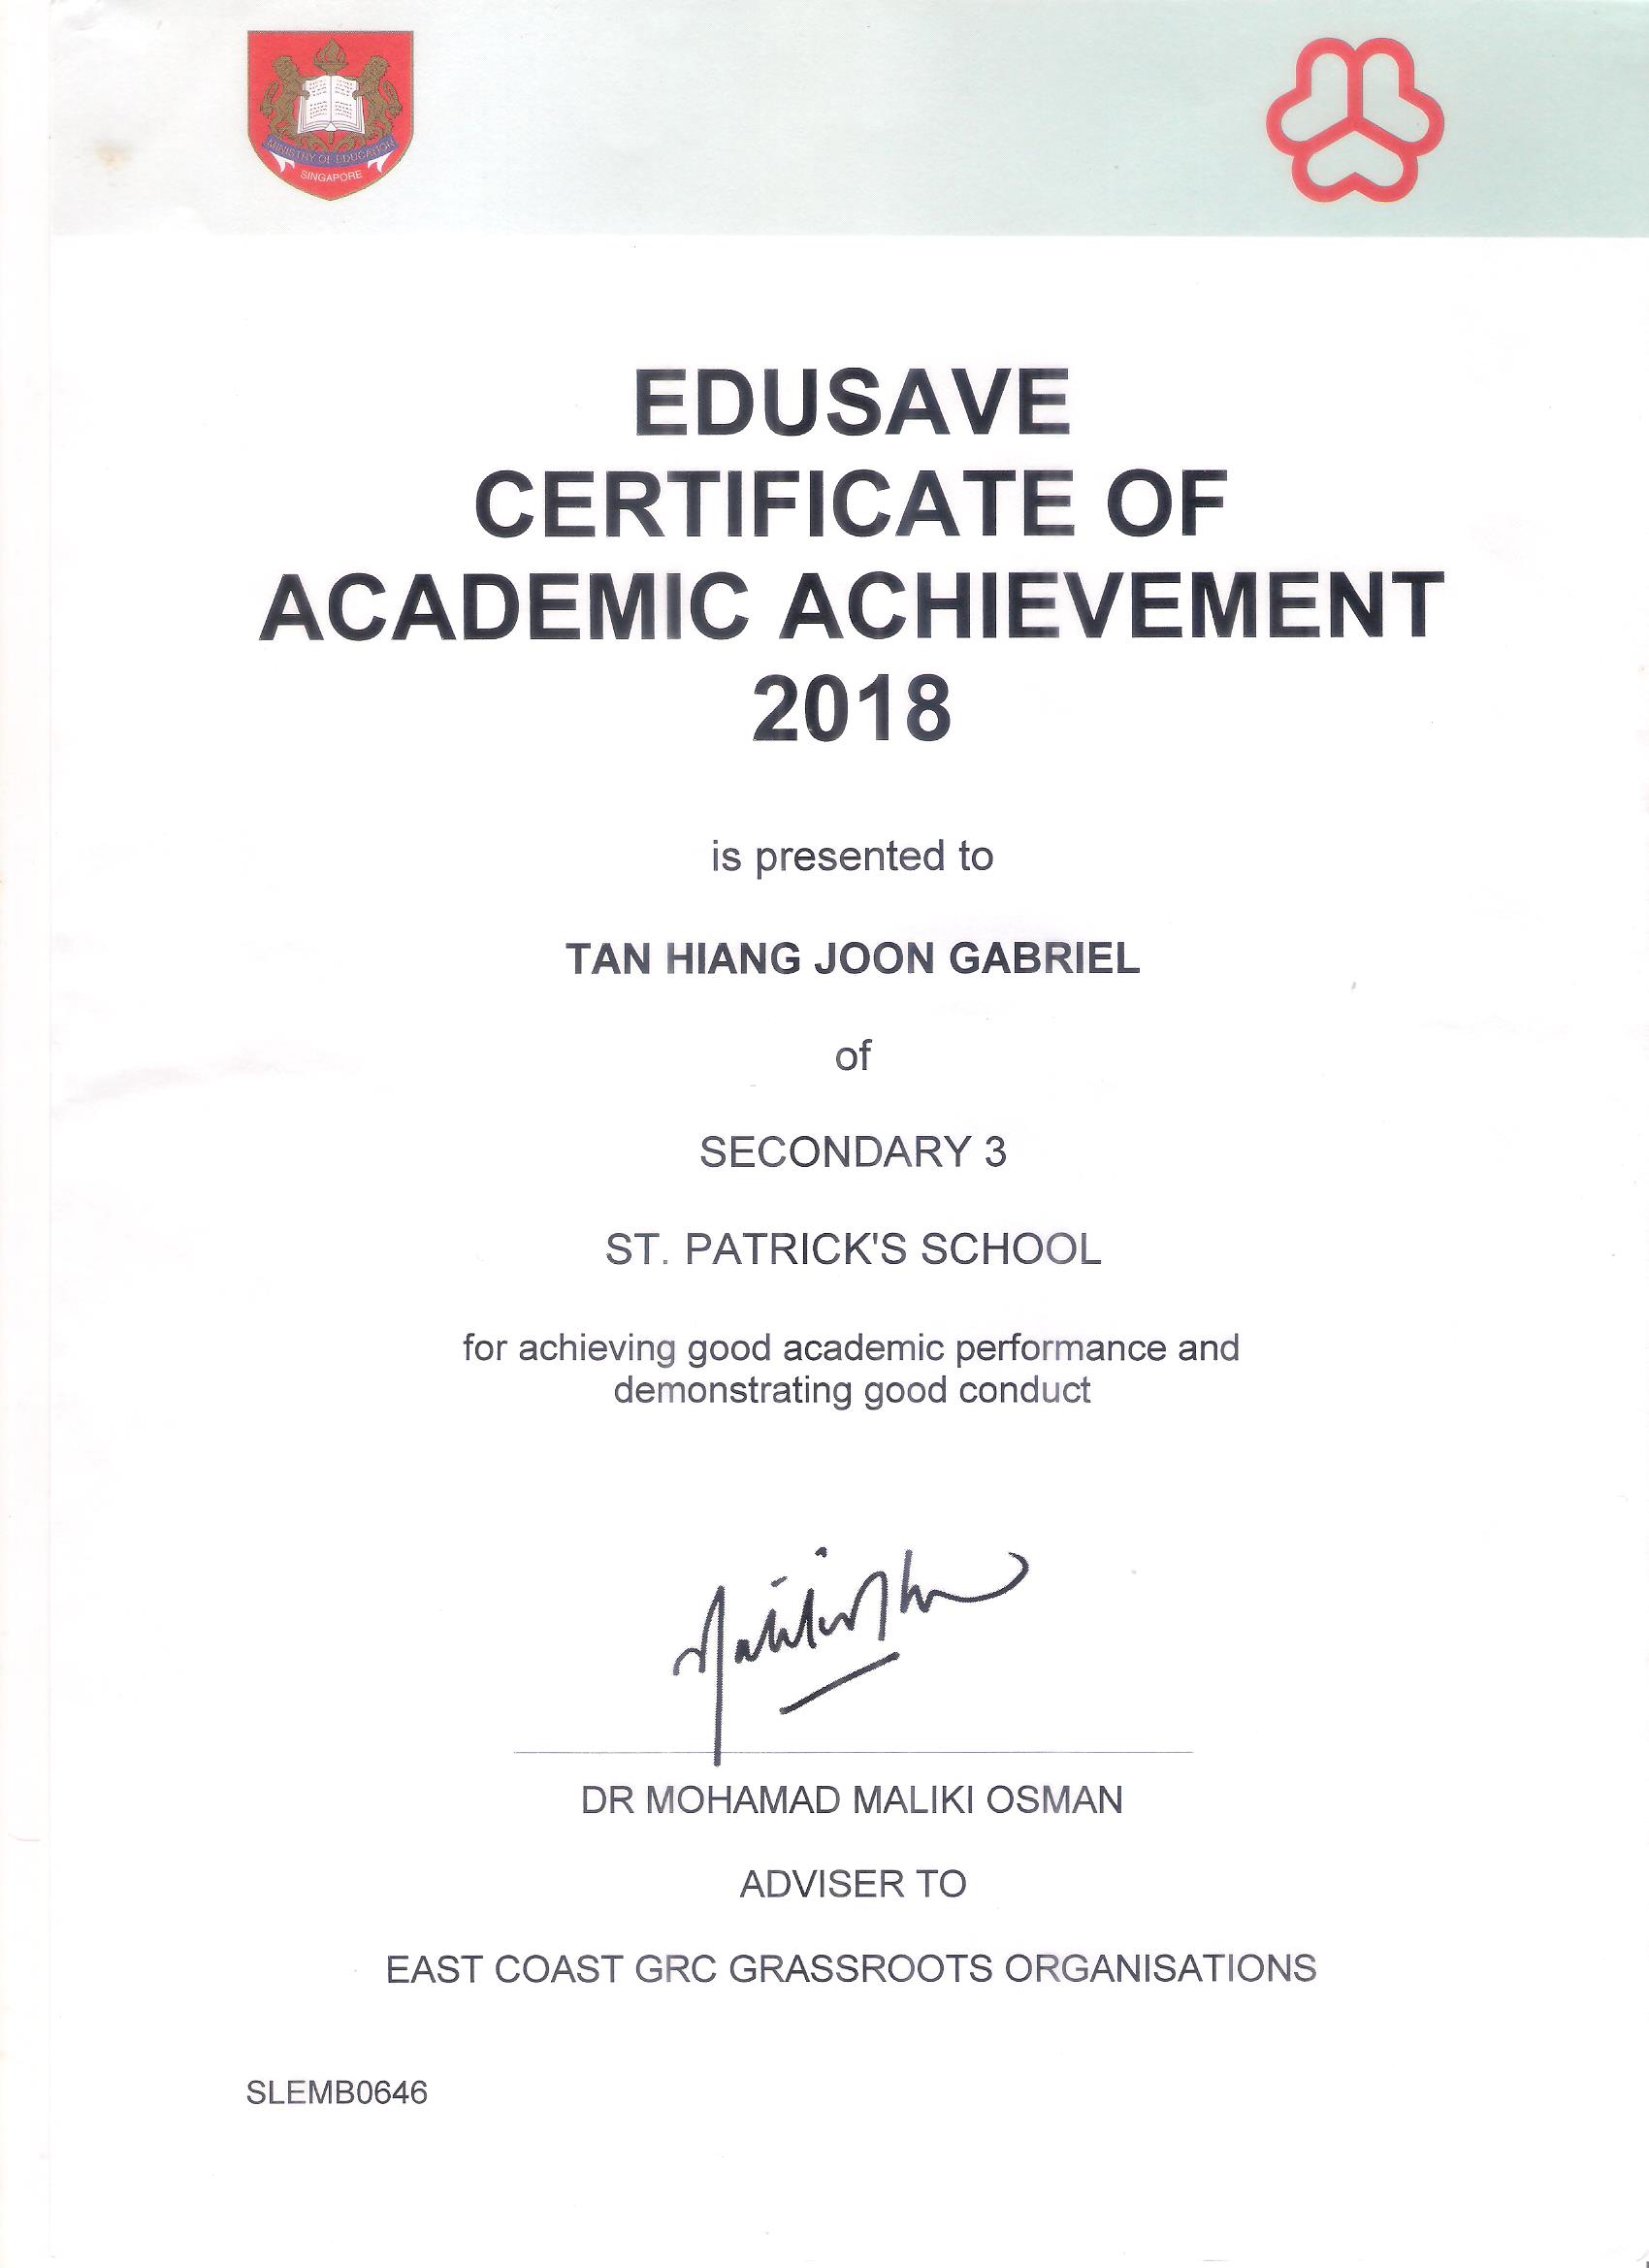 MINISTRY OF EDUCATION
SINGAPORE
EDUSAVE
CERTIFICATE OF
ACADEMIC ACHIEVEMENT
2018
is presented to
TAN HIANG JOON GABRIEL
of
SECONDARY 3
ST. PATRICK'S SCHOOL
for achieving good academic performance and
demonstrating good conduct
DR MOHAMAD MALIKI OSMAN
ADVISER TO
EAST COAST GRC GRASSROOTS ORGANISATIONS
SLEMB0646